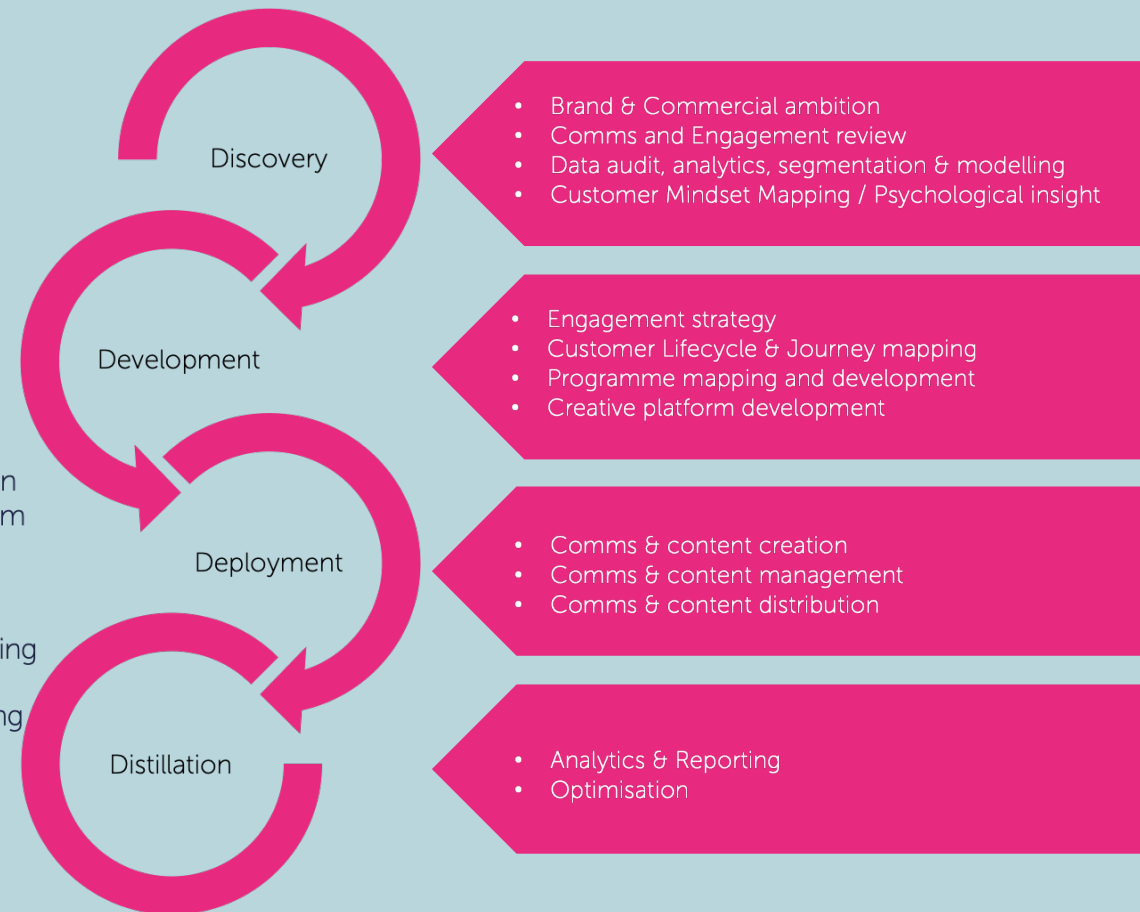 Discovery
• Brand & Commercial ambition
• Comms and Engagement review
• Data audit, analytics, segmentation & modelling
• Customer Mindset Mapping / Psychological insight
Development
• Engagement strategy
• Customer Lifecycle & Journey mapping
• Programme mapping and development
• Creative platform development
n
m
Deployment
• Comms & content creation
• Comms & content management
• Comms & content distribution
ing
ng
Distillation
• Analytics & Reporting
• Optimisation